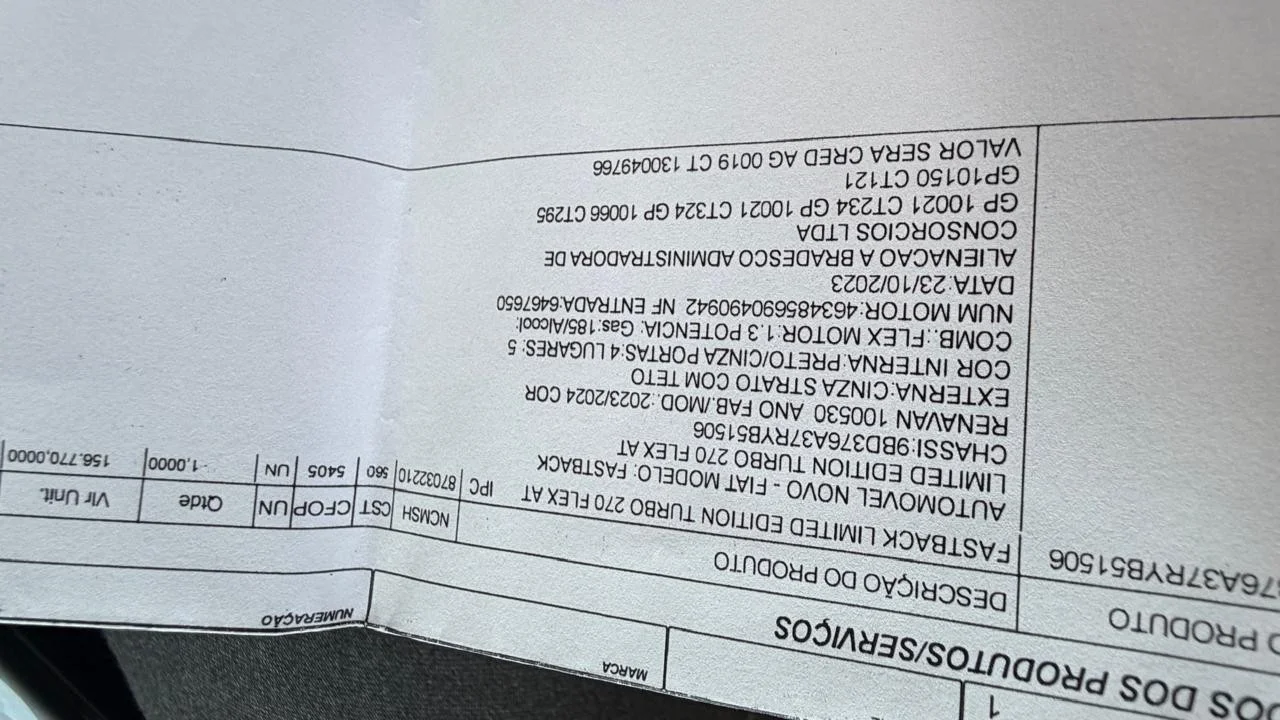 1
MARCA
NUMERAÇÃO
DOS DOS PRODUTOS/SERVIÇOS
O PRODUTO
DESCRIÇÃO DO PRODUTO
NCMSH CST CFOP UN Qtde Vlr Unit.
76A37RYB51506
FASTBACK LIMITED EDITION TURBO 270 FLEX AT IPC 87032210 560 5405 UN 1,0000 156.770,0000
AUTOMOVEL NOVO - FIAT MODELO: FASTBACK
LIMITED EDITION TURBO 270 FLEX AT
CHASSI:9BD376A37RYB51506
RENAVAN 100530 ANO FAB./MOD.:2023/2024 COR
EXTERNA:CINZA STRATO COM TETO
COR INTERNA:PRETO/CINZA PORTAS:4 LUGARES: 5
COMB.:FLEX MOTOR:1.3 POTENCIA: Gas:185/Alcool:
NUM MOTOR:463485690490942 NF ENTRADA:6467650
DATA:23/10/2023
ALIENACAO A BRADESCO ADMINISTRADORA DE
CONSORCIOS LTDA
GP 10021 CT234 GP 10021 CT324 GP 10066 CT295
GP10150 CT121
VALOR SERA CRED AG 0019 CT 130049766